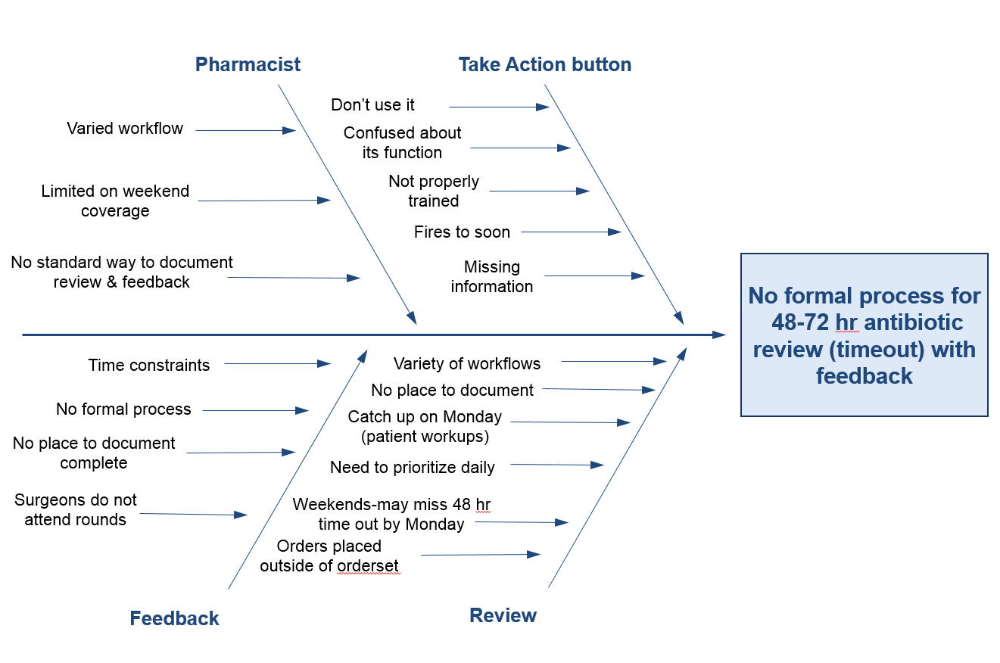 Pharmacist
Take Action button
Don’t use it
Varied workflow
Confused about
its function
Limited on weekend
coverage
Not properly
trained
Fires to soon
No standard way to document
review & feedback
Missing
information
No formal process for
48-72 hr antibiotic
review (timeout) with
feedback
Time constraints
No formal process
No place to document
complete
Surgeons do not
attend rounds
Variety of workflows
No place to document
Catch up on Monday
(patient workups)
Need to prioritize daily
Weekends-may miss 48 hr
time out by Monday
Orders placed
outside of orderset
Feedback
Review